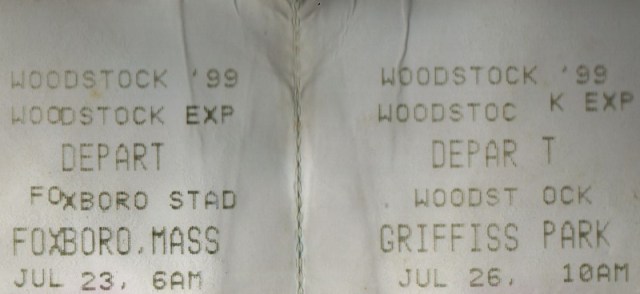 WOODSTOCK '99
WOODSTOCK EXP
DEPART
FOXBORO STAD
FOXBORO, MASS
JUL 23, 6AM
WOODSTOCK '99
WOODSTOC K EXP
DEPAR T
WOODST OCK
GRIFFISS PARK
JUL 26, 10AM